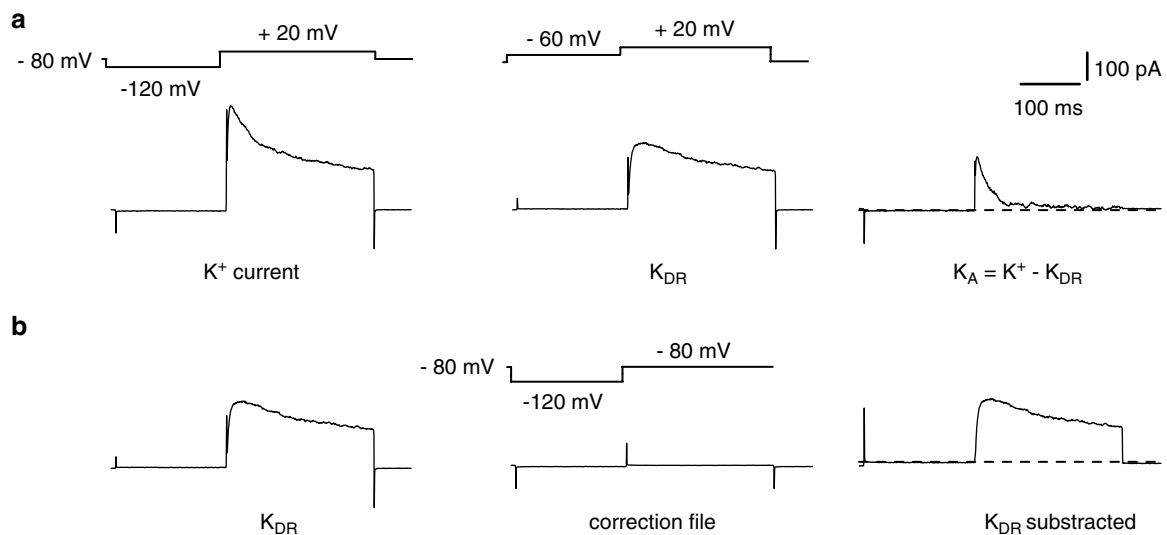 a
+ 20 mV
- 80 mV
-120 mV
K+ current
- 60 mV
+ 20 mV
KDR
100 pA
100 ms
KA = K+ - KDR
b
KDR
- 80 mV
- 80 mV
-120 mV
correction file
KDR substracted